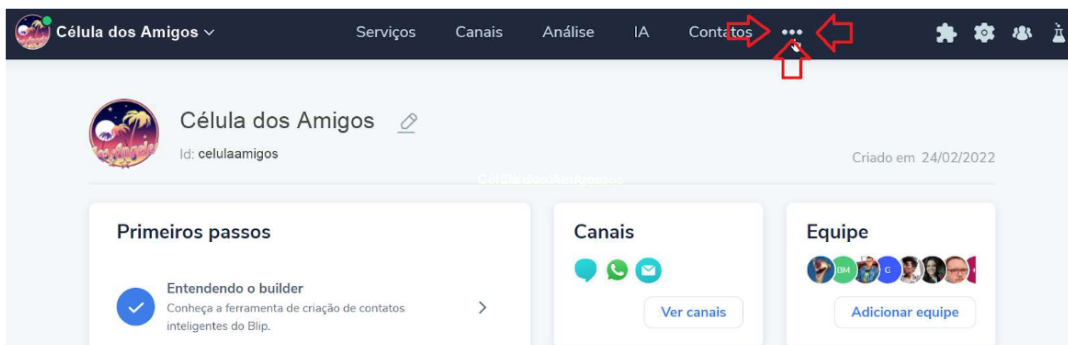 Célula dos Amigos
Serviços Canais Análise IA Contatos
Célula dos Amigos
Id: celulaamigos
Criado em 24/02/2022
Primeiros passos
Entendendo o builder
Conheça a ferramenta de criação de contatos
inteligentes do Blip.
Canais
Ver canais
Equipe
BM G
Adicionar equipe